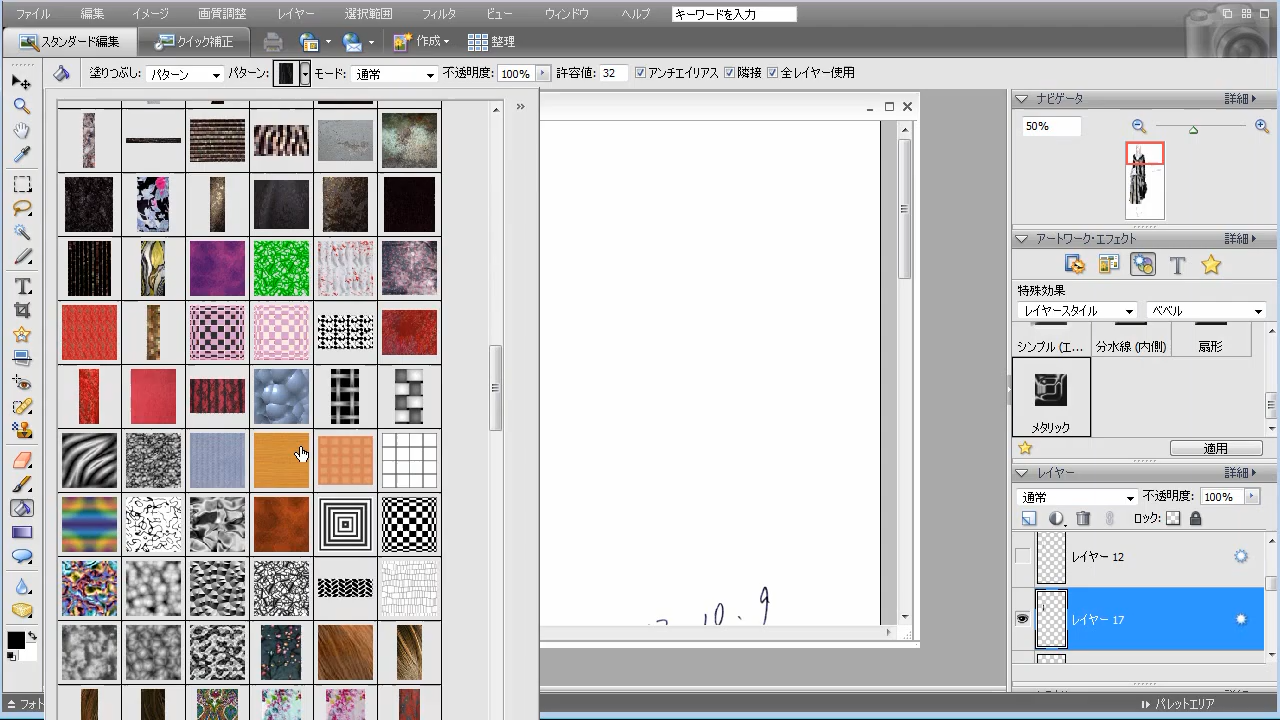 ファイル 編集 イメージ 画質調整 レイヤー 選択範囲 フィルタ ビュー ウィンドウ ヘルプ キーワードを入力
スタンダード編集 クイック補正 作成 整理
塗りつぶし: パターン パターン: モード: 通常 不透明度: 100% 許容値: 32 アンチエイリアス 隣接 全レイヤー使用
ナビゲータ 詳細
50%
アートワーク・エフェクト 詳細
特殊効果
レイヤースタイル ベベル
シンプル (エ... 分水線 (内側) 扇形
メタリック
適用
レイヤー 詳細
通常 不透明度: 100%
ロック:
レイヤー 12
レイヤー 17
フォト
パレットエリア